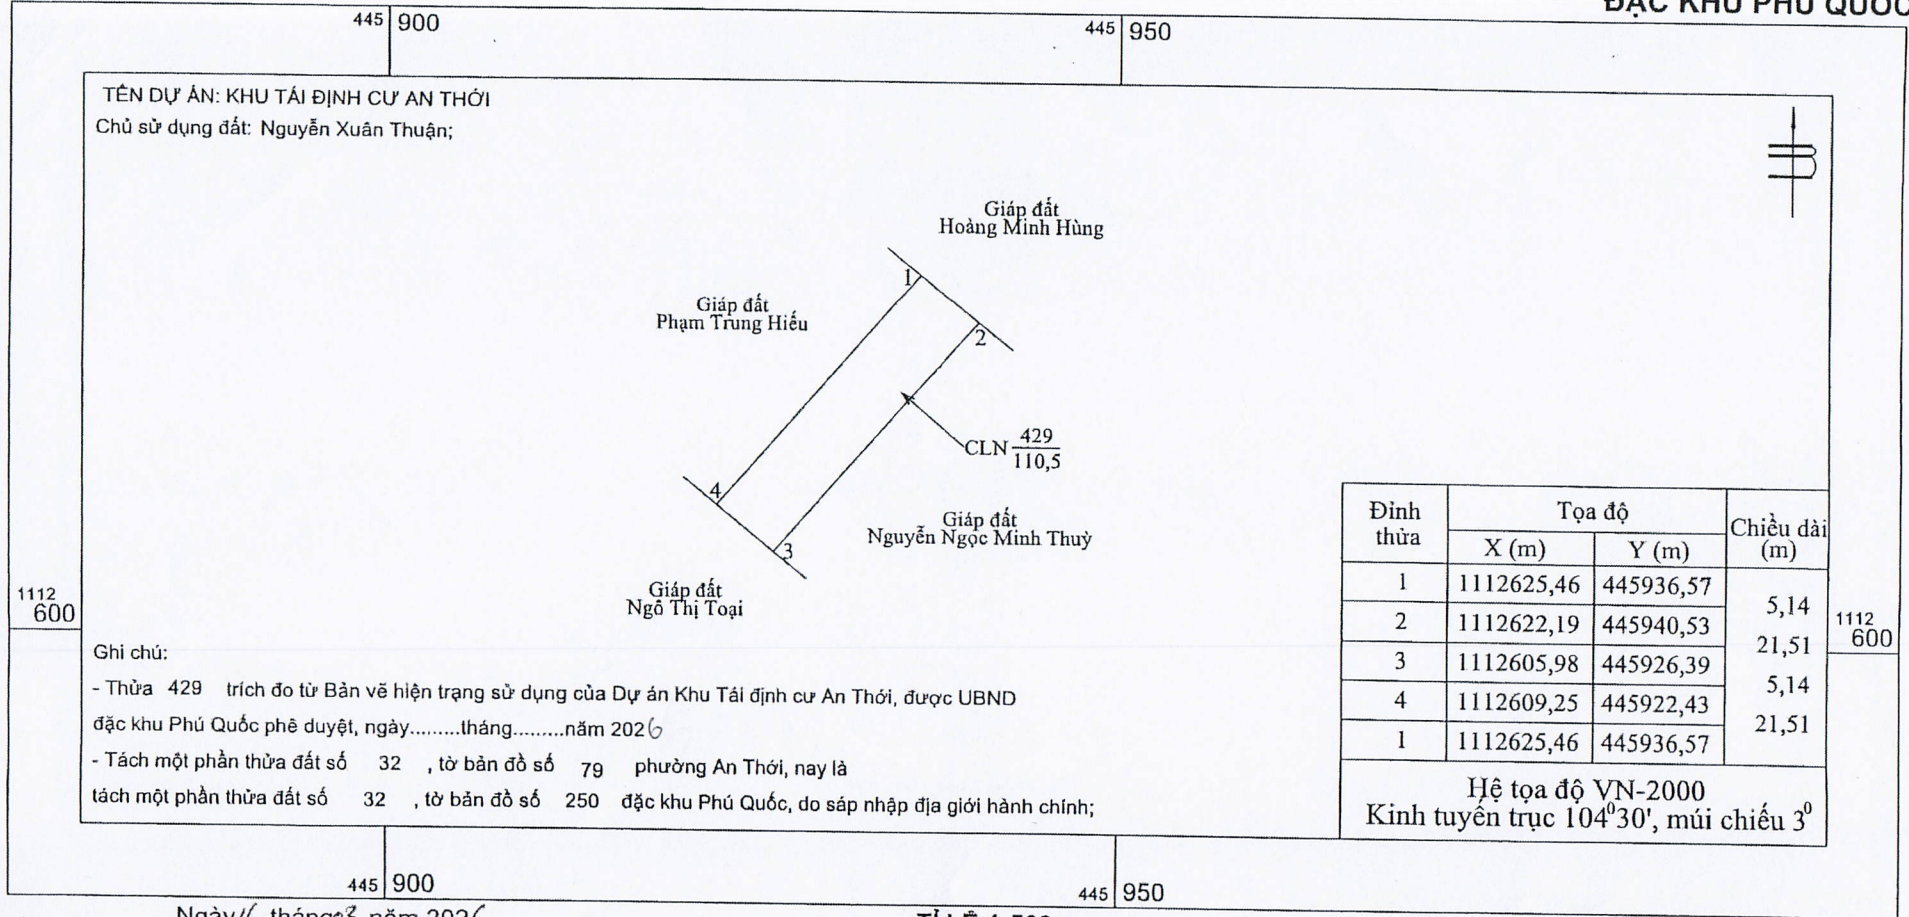 ĐẶC KHU PHÚ QUỐC
445 900
445 950
TÊN DỰ ÁN: KHU TÁI ĐỊNH CƯ AN THỚI
Chủ sử dụng đất: Nguyễn Xuân Thuận;
Giáp đất
Hoàng Minh Hùng
1
Giáp đất
Phạm Trung Hiếu
2
CLN 429
110,5
4
3
Giáp đất
Nguyễn Ngọc Minh Thuỳ
Giáp đất
Ngô Thị Toại
1112
600
1112
600
Đỉnh thửa Tọa độ Chiều dài (m)
X (m) Y (m)
1 1112625,46 445936,57
5,14
2 1112622,19 445940,53
21,51
3 1112605,98 445926,39
5,14
4 1112609,25 445922,43
21,51
1 1112625,46 445936,57
Hệ tọa độ VN-2000
Kinh tuyến trục 104⁰30', múi chiếu 3⁰
Ghi chú:
- Thửa 429 trích đo từ Bản vẽ hiện trạng sử dụng của Dự án Khu Tái định cư An Thới, được UBND
đặc khu Phú Quốc phê duyệt, ngày.........tháng.........năm 2026
- Tách một phần thửa đất số 32 , tờ bản đồ số 79 phường An Thới, nay là
tách một phần thửa đất số 32 , tờ bản đồ số 250 đặc khu Phú Quốc, do sáp nhập địa giới hành chính;
445 900
445 950
Ngày tháng năm 2026